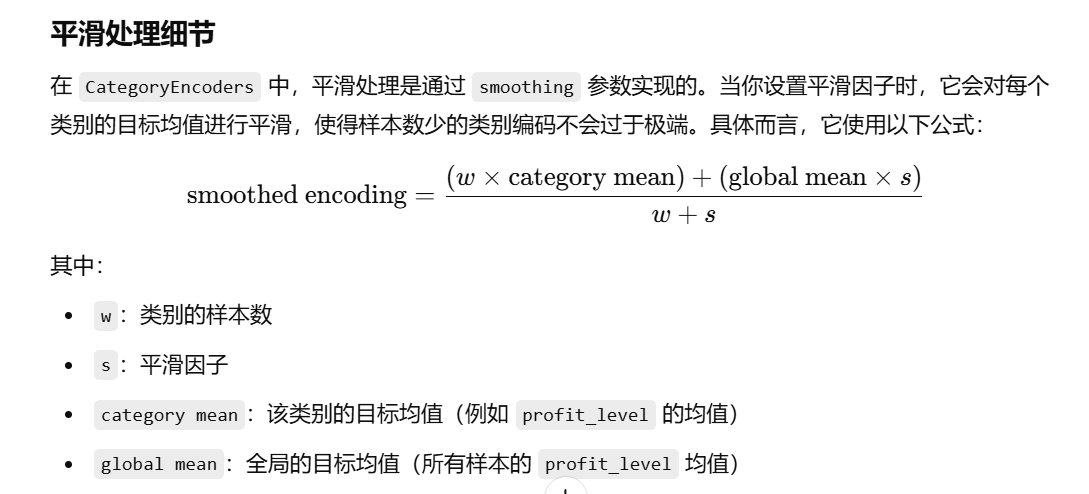 平滑处理细节
在 CategoryEncoders 中，平滑处理是通过 smoothing 参数实现的。当你设置平滑因子时，它会对每个
类别的目标均值进行平滑，使得样本数少的类别编码不会过于极端。具体而言，它使用以下公式：
smoothed encoding = \frac{(w × category mean) + (global mean × s)}{w + s}
其中：
• w：类别的样本数
• s：平滑因子
• category mean：该类别的目标均值（例如 profit_level 的均值）
• global mean：全局的目标均值（所有样本的 profit_level 均值）